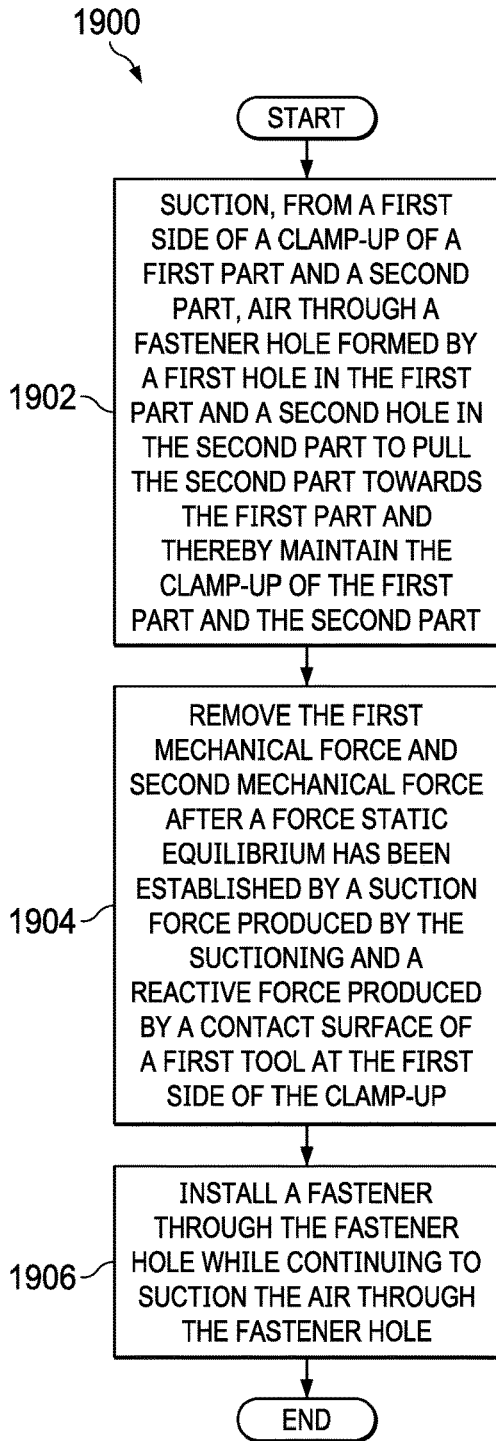 1900
START
SUCTION, FROM A FIRST
SIDE OF A CLAMP-UP OF A
FIRST PART AND A SECOND
PART, AIR THROUGH A
FASTENER HOLE FORMED BY
A FIRST HOLE IN THE FIRST
PART AND A SECOND HOLE IN
THE SECOND PART TO PULL
THE SECOND PART TOWARDS
THE FIRST PART AND
THEREBY MAINTAIN THE
CLAMP-UP OF THE FIRST
PART AND THE SECOND PART
1902
REMOVE THE FIRST
MECHANICAL FORCE AND
SECOND MECHANICAL FORCE
AFTER A FORCE STATIC
EQUILIBRIUM HAS BEEN
ESTABLISHED BY A SUCTION
FORCE PRODUCED BY THE
SUCTIONING AND A
REACTIVE FORCE PRODUCED
BY A CONTACT SURFACE OF
A FIRST TOOL AT THE FIRST
SIDE OF THE CLAMP-UP
1904
INSTALL A FASTENER
THROUGH THE FASTENER
HOLE WHILE CONTINUING TO
SUCTION THE AIR THROUGH
THE FASTENER HOLE
1906
END